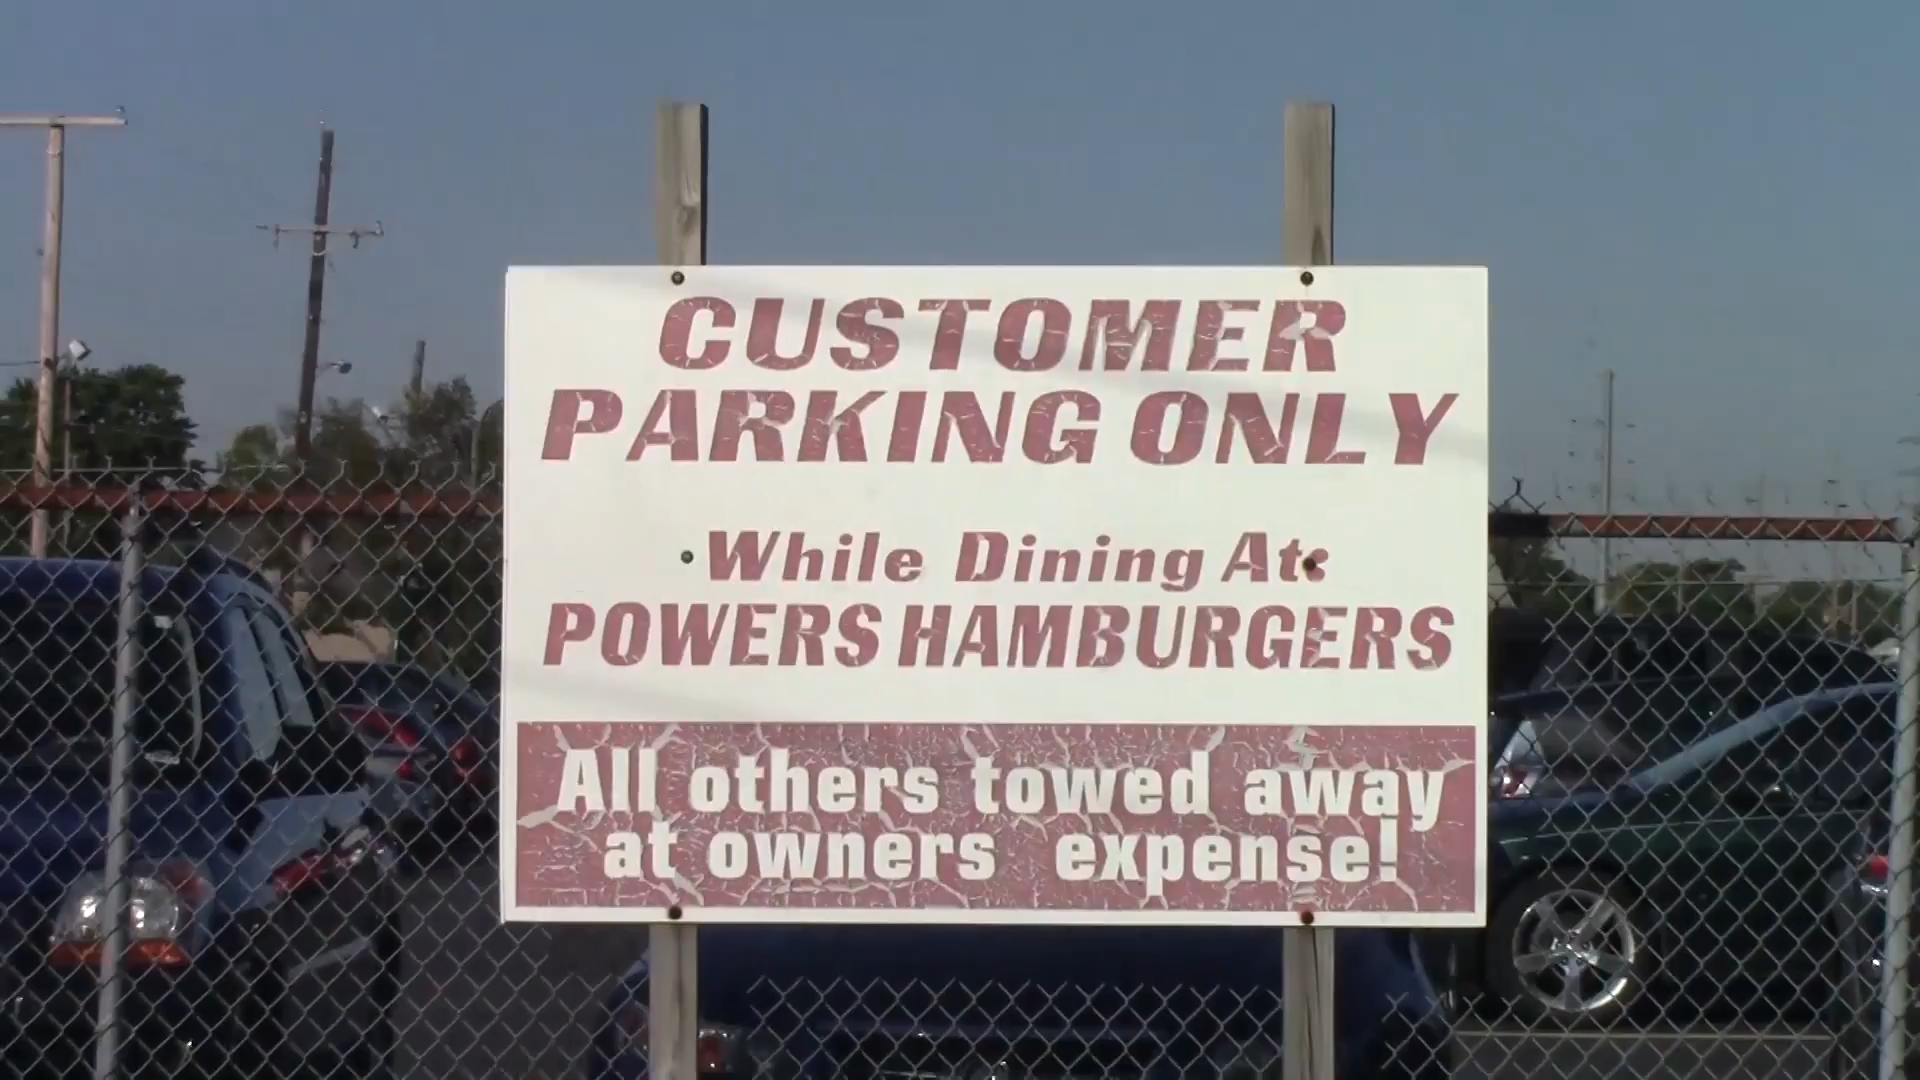 CUSTOMER
PARKING ONLY
While Dining At:
POWERS HAMBURGERS
All others towed away
at owners expense!